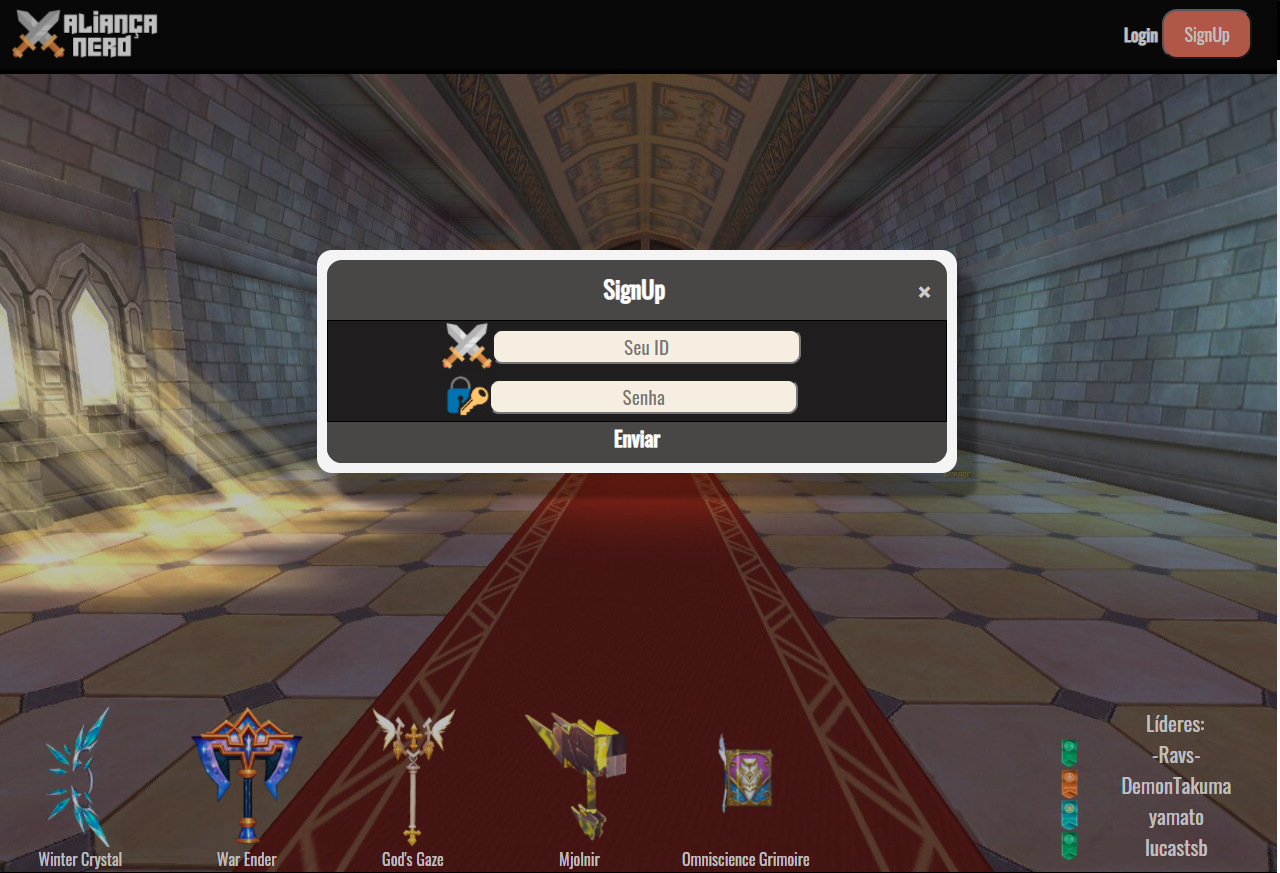 ALIANÇA
NERD
Login
SignUp
SignUp
×
Seu ID
Senha
Enviar
Winter Crystal
War Ender
God's Gaze
Mjolnir
Omniscience Grimoire
Líderes:
-Ravs-
DemonTakuma
yamato
lucastsb